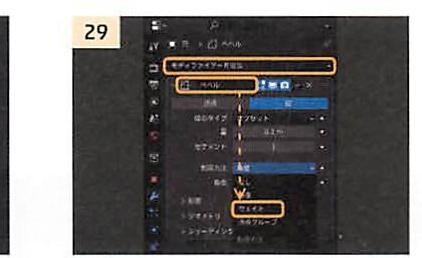 29
モディファイアーを追加
ベベル
頂点
辺
幅のタイプ オフセット
量 0.1 m
セグメント 1
制限方法 角度
角度 なし
形状
ウェイト
ジオメトリ
頂点グループ
シェーディング